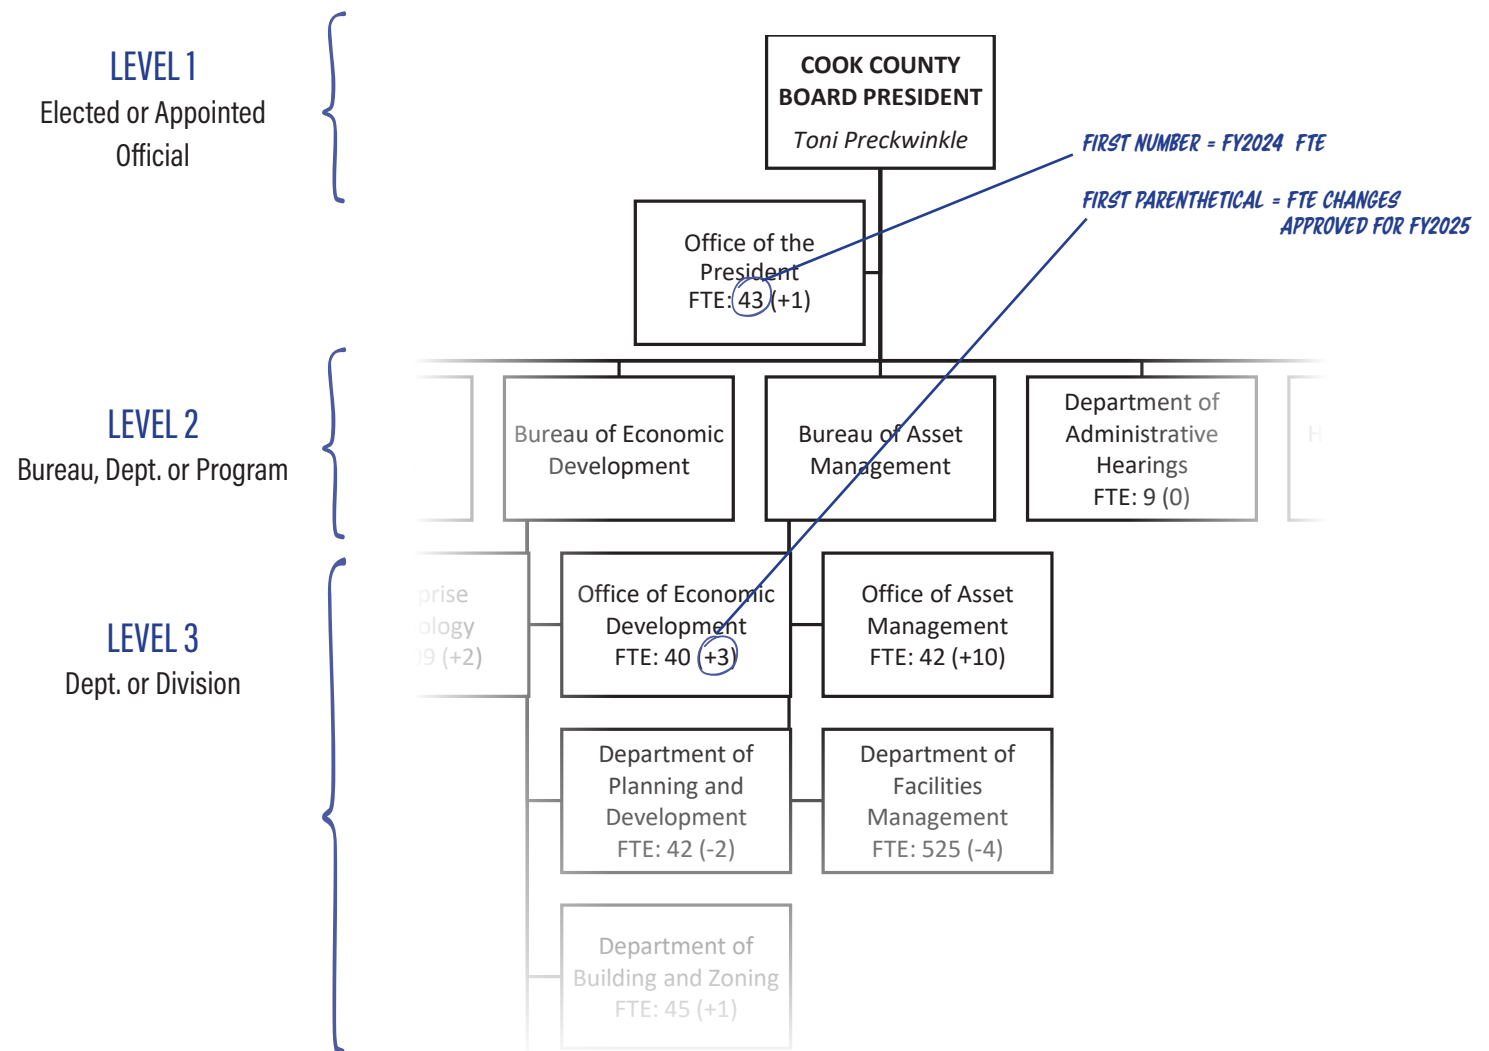 LEVEL 1
Elected or Appointed
Official
COOK COUNTY
BOARD PRESIDENT
Toni Preckwinkle
FIRST NUMBER = FY2024 FTE
FIRST PARENTHETICAL = FTE CHANGES
APPROVED FOR FY2025
Office of the
President
FTE: 43 (+1)
LEVEL 2
Bureau, Dept. or Program
Bureau of Economic
Development
Bureau of Asset
Management
Department of
Administrative
Hearings
FTE: 9 (0)
H
LEVEL 3
Dept. or Division
prise
ology
9 (+2)
Office of Economic
Development
FTE: 40 (+3)
Office of Asset
Management
FTE: 42 (+10)
Department of
Planning and
Development
FTE: 42 (-2)
Department of
Facilities
Management
FTE: 525 (-4)
Department of
Building and Zoning
FTE: 45 (+1)